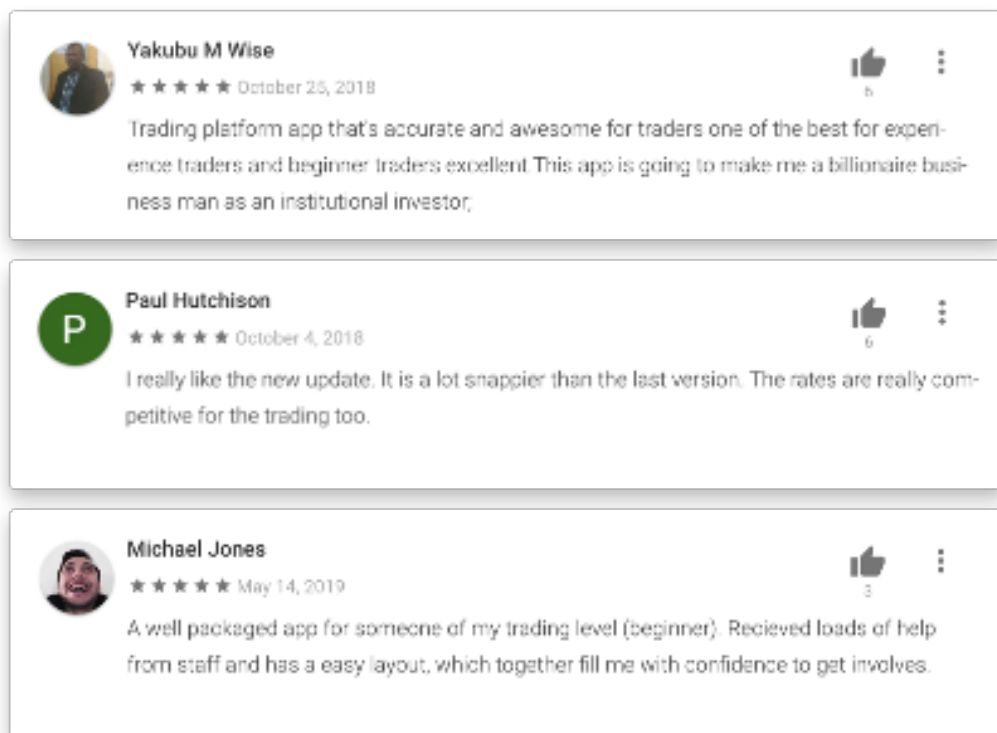 Yakubu M Wise
October 25, 2018
6
Trading platform app that's accurate and awesome for traders one of the best for experi-
ence traders and beginner traders excellent This app is going to make me a billionaire busi-
ness man as an institutional investor;
P
Paul Hutchison
October 4, 2018
6
I really like the new update. It is a lot snappier than the last version. The rates are really com-
petitive for the trading too.
Michael Jones
May 14, 2019
3
A well packaged app for someone of my trading level (beginner). Recieved loads of help
from staff and has a easy layout, which together fill me with confidence to get involves.